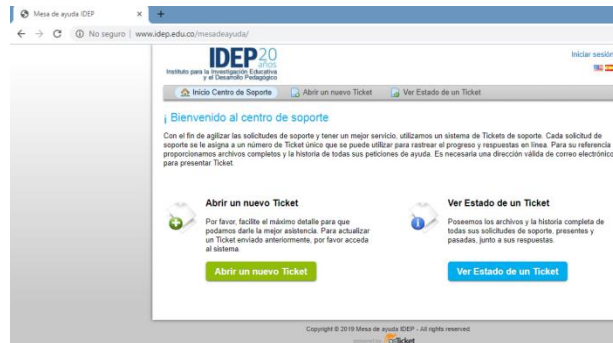 Mesa de ayuda IDEP
No seguro | www.idep.edu.co/mesadeayuda/
IDEP 20 años
Instituto para la Investigación Educativa
y el Desarrollo Pedagógico
Iniciar sesión
Inicio Centro de Soporte Abrir un nuevo Ticket Ver Estado de un Ticket
¡ Bienvenido al centro de soporte
Con el fin de agilizar las solicitudes de soporte y tener un mejor servicio, utilizamos un sistema de Tickets de soporte. Cada solicitud de
soporte se le asigna a un número de Ticket único que se puede utilizar para rastrear el progreso y respuestas en línea. Para su referencia
proporcionamos archivos completos y la historia de todas sus peticiones de ayuda. Es necesaria una dirección válida de correo electrónico
para presentar Ticket.
Abrir un nuevo Ticket
Por favor, facilite el máximo detalle para que
podamos darle la mejor asistencia. Para actualizar
un Ticket enviado anteriormente, por favor acceda
al sistema.
Abrir un nuevo Ticket
Ver Estado de un Ticket
Poseemos los archivos y la historia completa de
todas sus solicitudes de soporte, presentes y
pasadas, junto a sus respuestas.
Ver Estado de un Ticket
Copyright © 2019 Mesa de ayuda IDEP - All rights reserved.
powered by osTicket